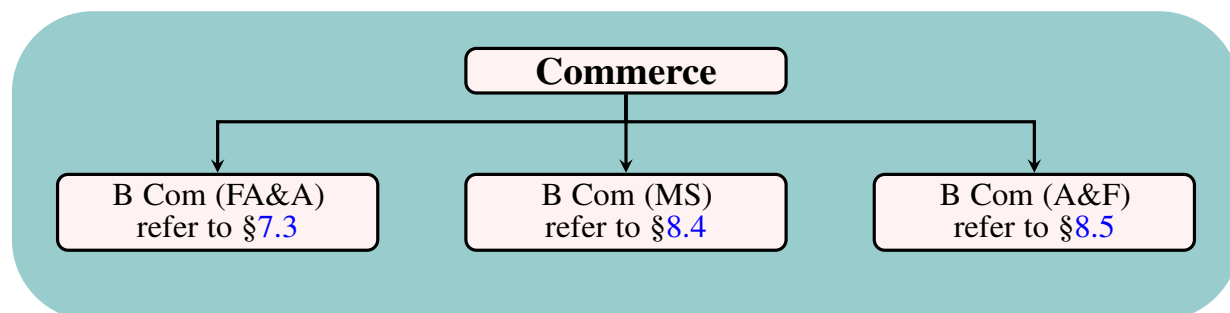 Commerce
B Com (FA&A)
refer to §7.3
B Com (MS)
refer to §8.4
B Com (A&F)
refer to §8.5